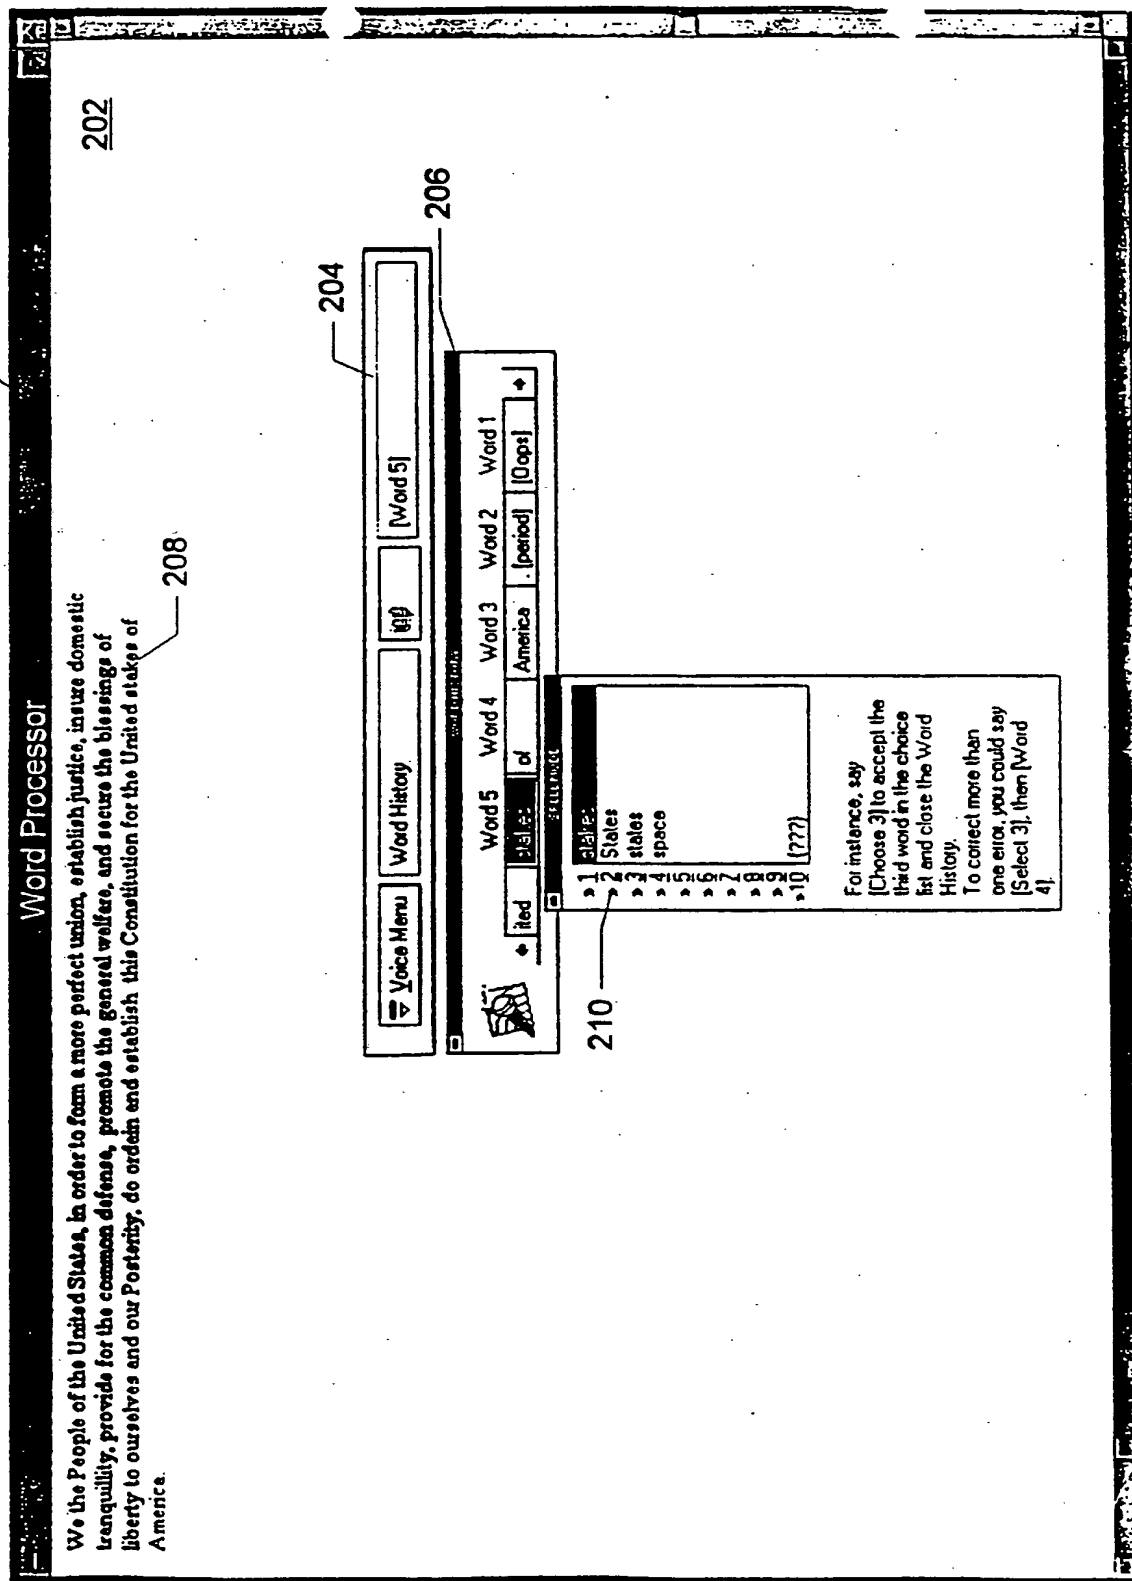 Word Processor
We the People of the United States, in order to form a more perfect union, establish justice, insure domestic
tranquillity, provide for the common defense, promote the general welfare, and secure the blessings of
liberty to ourselves and our Posterity, do ordain and establish this Constitution for the United stakes of
America.
202
208
204
Voice Menu
Word History
[Word 5]
206
Word 5 Word 4 Word 3 Word 2 Word 1
ited stakes of America . [period] [Oops]
210
» 1 stakes
» 2 States
» 3 states
» 4 space
» 5
» 6
» 7
» 8
» 9
»10 (???)
For instance, say
[Choose 3] to accept the
third word in the choice
list and close the Word
History.
To correct more than
one error, you could say
[Select 3], then [Word
4].